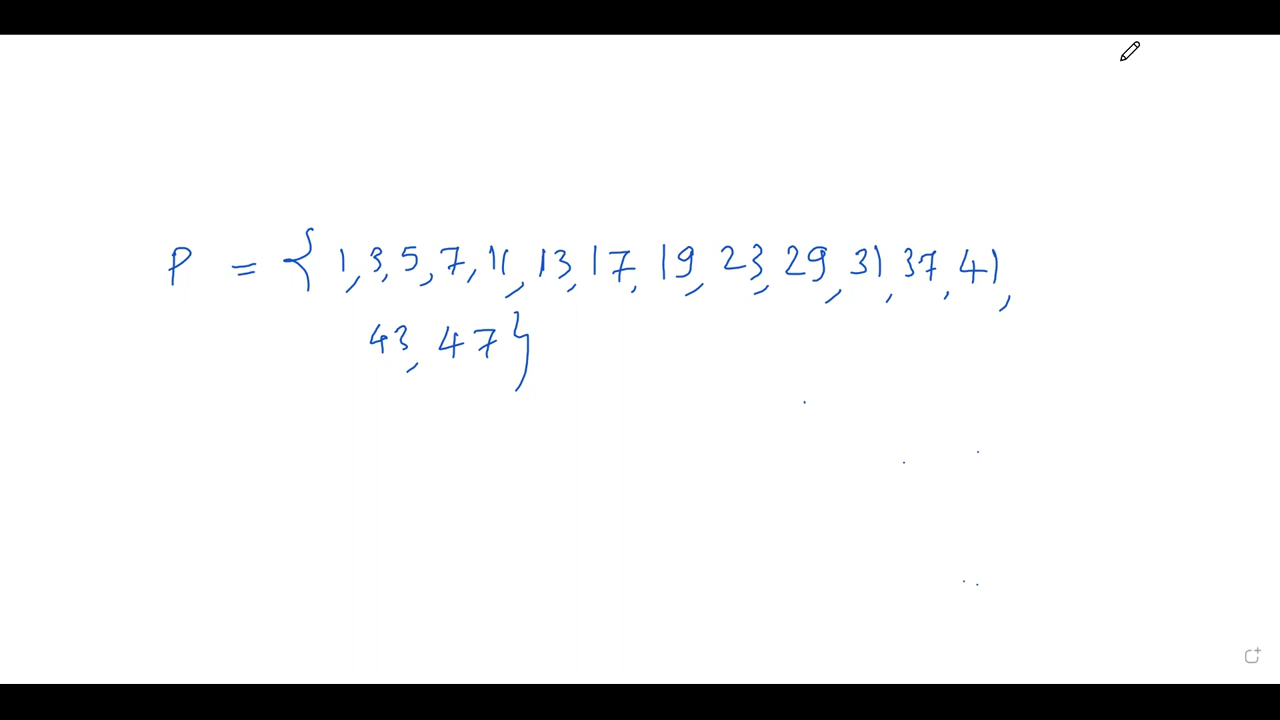 P = { 1, 3, 5, 7, 11, 13, 17, 19, 23, 29, 31, 37, 41,
43, 47 }